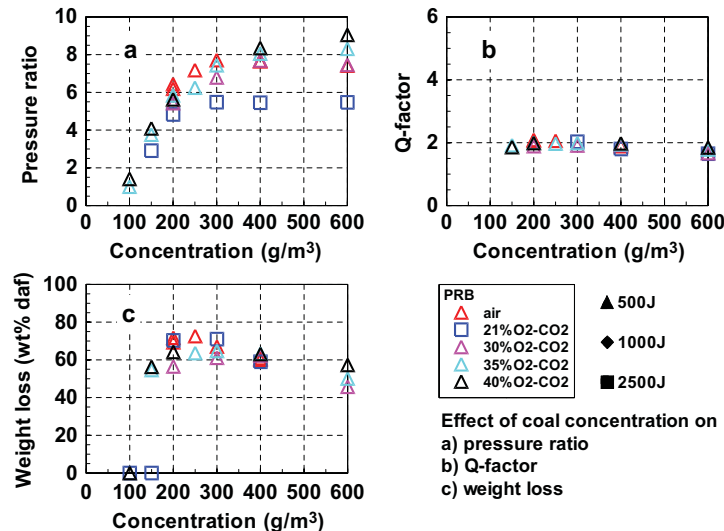 a
10
8
6
4
2
0
Pressure ratio
0 100 200 300 400 500 600
Concentration (g/m³)
b
6
4
2
0
Q-factor
0 100 200 300 400 500 600
Concentration (g/m³)
c
100
80
60
40
20
0
Weight loss (wt% daf)
0 100 200 300 400 500 600
Concentration (g/m³)
PRB
air
21%O2-CO2
30%O2-CO2
35%O2-CO2
40%O2-CO2
500J
1000J
2500J
Effect of coal concentration on
a) pressure ratio
b) Q-factor
c) weight loss